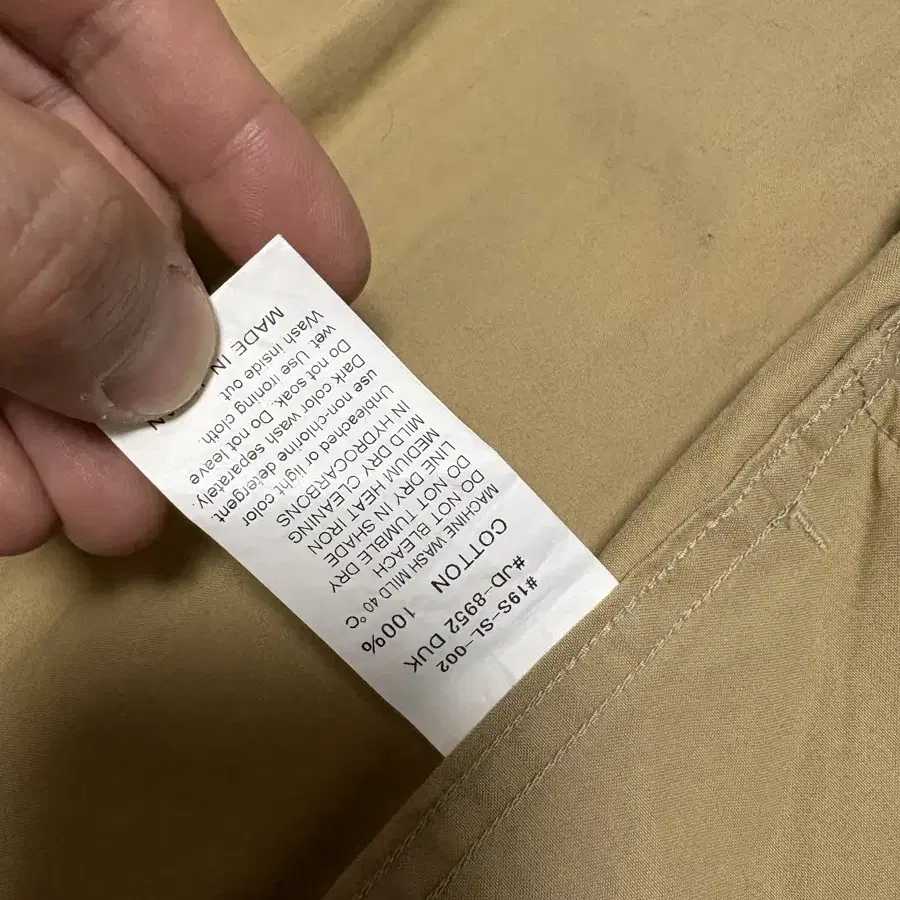 #19S-SL-002
#JD-8952 DUK
COTTON 100%
MACHINE WASH MILD 40°C
DO NOT BLEACH
DO NOT TUMBLE DRY
LINE DRY IN SHADE
MEDIUM HEAT IRON
MILD DRY CLEANING
IN HYDROCARBONS
Unbleached or light color
use non-chlorine detergent.
Dark color wash separately.
Do not soak. Do not leave
wet. Use ironing cloth.
Wash inside out.
MADE IN